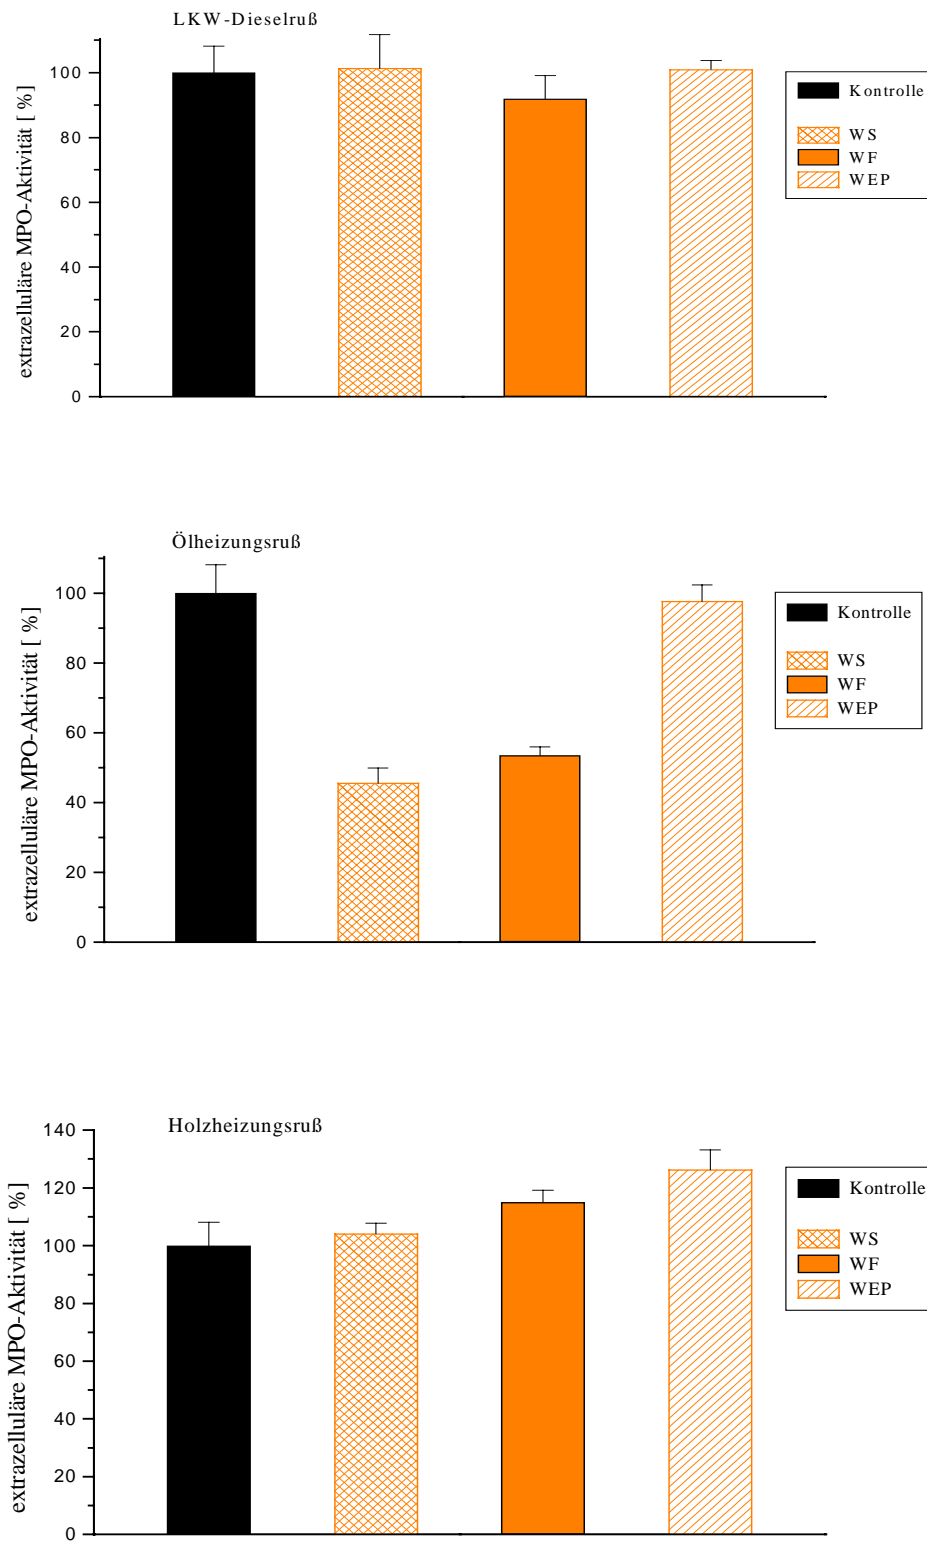 LKW-Dieselruß
extrazelluläre MPO-Aktivität [ %]
100
80
60
40
20
0
Kontrolle
WS
WF
WEP
Ölheizungsruß
extrazelluläre MPO-Aktivität [ %]
100
80
60
40
20
0
Kontrolle
WS
WF
WEP
Holzheizungsruß
extrazelluläre MPO-Aktivität [ %]
140
120
100
80
60
40
20
0
Kontrolle
WS
WF
WEP